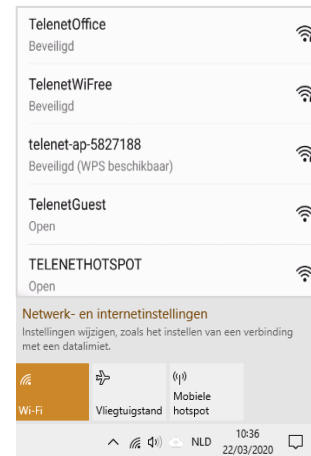 TelenetOffice
Beveiligd
TelenetWiFree
Beveiligd
telenet-ap-5827188
Beveiligd (WPS beschikbaar)
TelenetGuest
Open
TELENETHOTSPOT
Open
Netwerk- en internetinstellingen
Instellingen wijzigen, zoals het instellen van een verbinding
met een datalimiet.
Wi-Fi
Vliegtuigstand
Mobiele
hotspot
NLD
10:36
22/03/2020